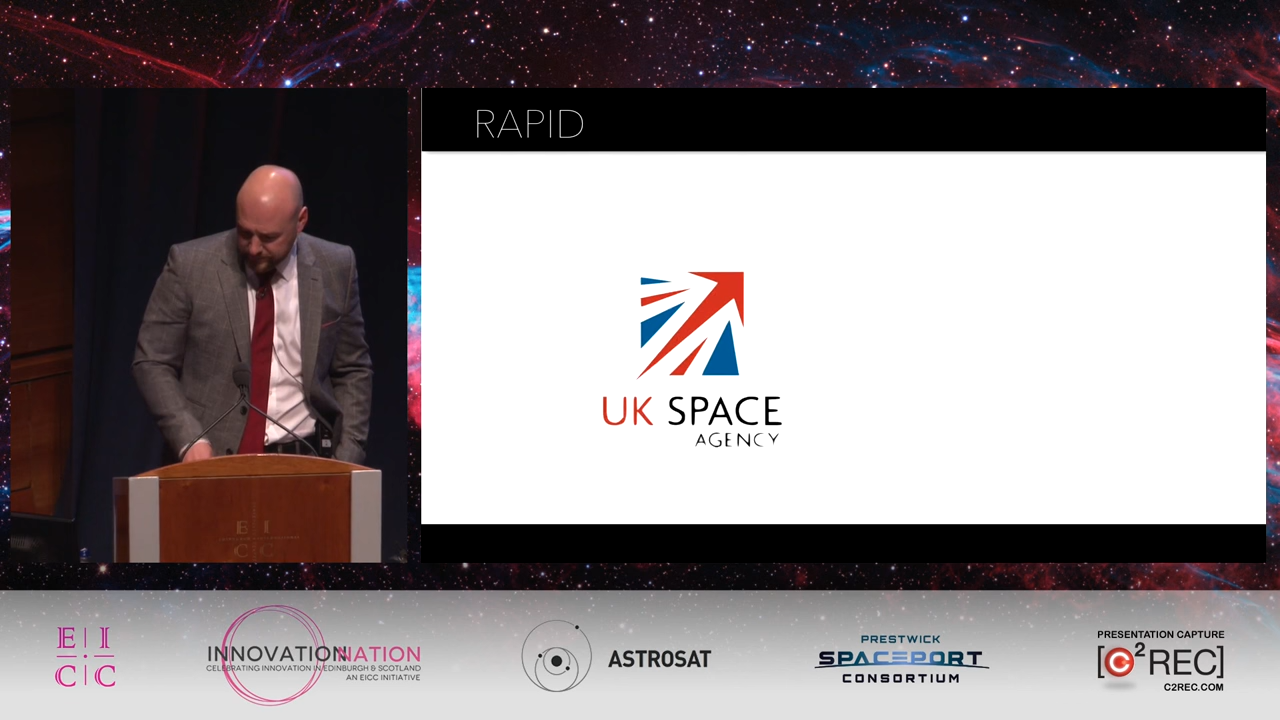 RAPID
UK SPACE
AGENCY
E I
C C
E I
C C
INNOVATIONNATION
CELEBRATING INNOVATION IN EDINBURGH & SCOTLAND
AN EICC INITIATIVE
ASTROSAT
PRESTWICK
SPACEPORT
CONSORTIUM
PRESENTATION CAPTURE
[C²REC]
C2REC.COM